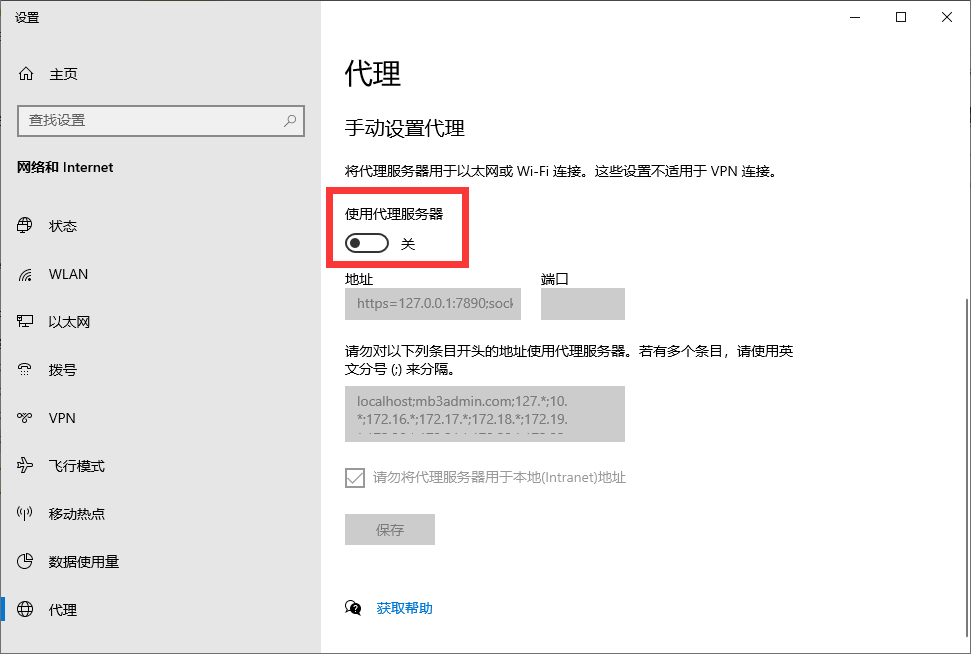 设置
主页
查找设置
网络和 Internet
状态
WLAN
以太网
拨号
VPN
飞行模式
移动热点
数据使用量
代理
代理
手动设置代理
将代理服务器用于以太网或 Wi-Fi 连接。这些设置不适用于 VPN 连接。
使用代理服务器
关
地址 端口
https=127.0.0.1:7890;sock
请勿对以下列条目开头的地址使用代理服务器。若有多个条目，请使用英
文分号 (;) 来分隔。
localhost;mb3admin.com;127.*;10.
*;172.16.*;172.17.*;172.18.*;172.19.
请勿将代理服务器用于本地(Intranet)地址
保存
获取帮助